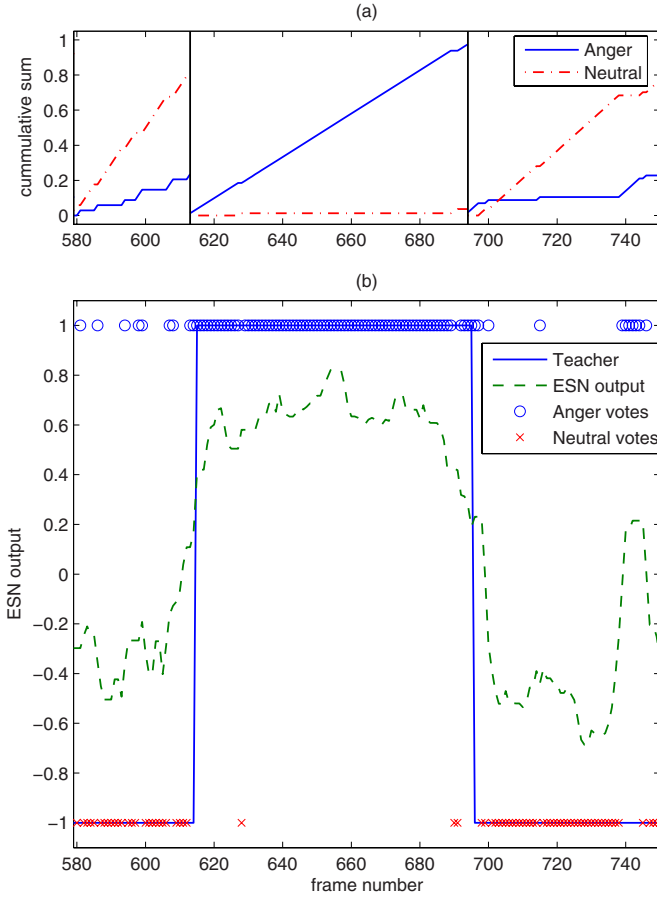 (a)
cummulative sum
1
0.8
0.6
0.4
0.2
0
580 600 620 640 660 680 700 720 740
Anger
Neutral
(b)
ESN output
1
0.8
0.6
0.4
0.2
0
−0.2
−0.4
−0.6
−0.8
−1
580 600 620 640 660 680 700 720 740
frame number
Teacher
ESN output
Anger votes
Neutral votes